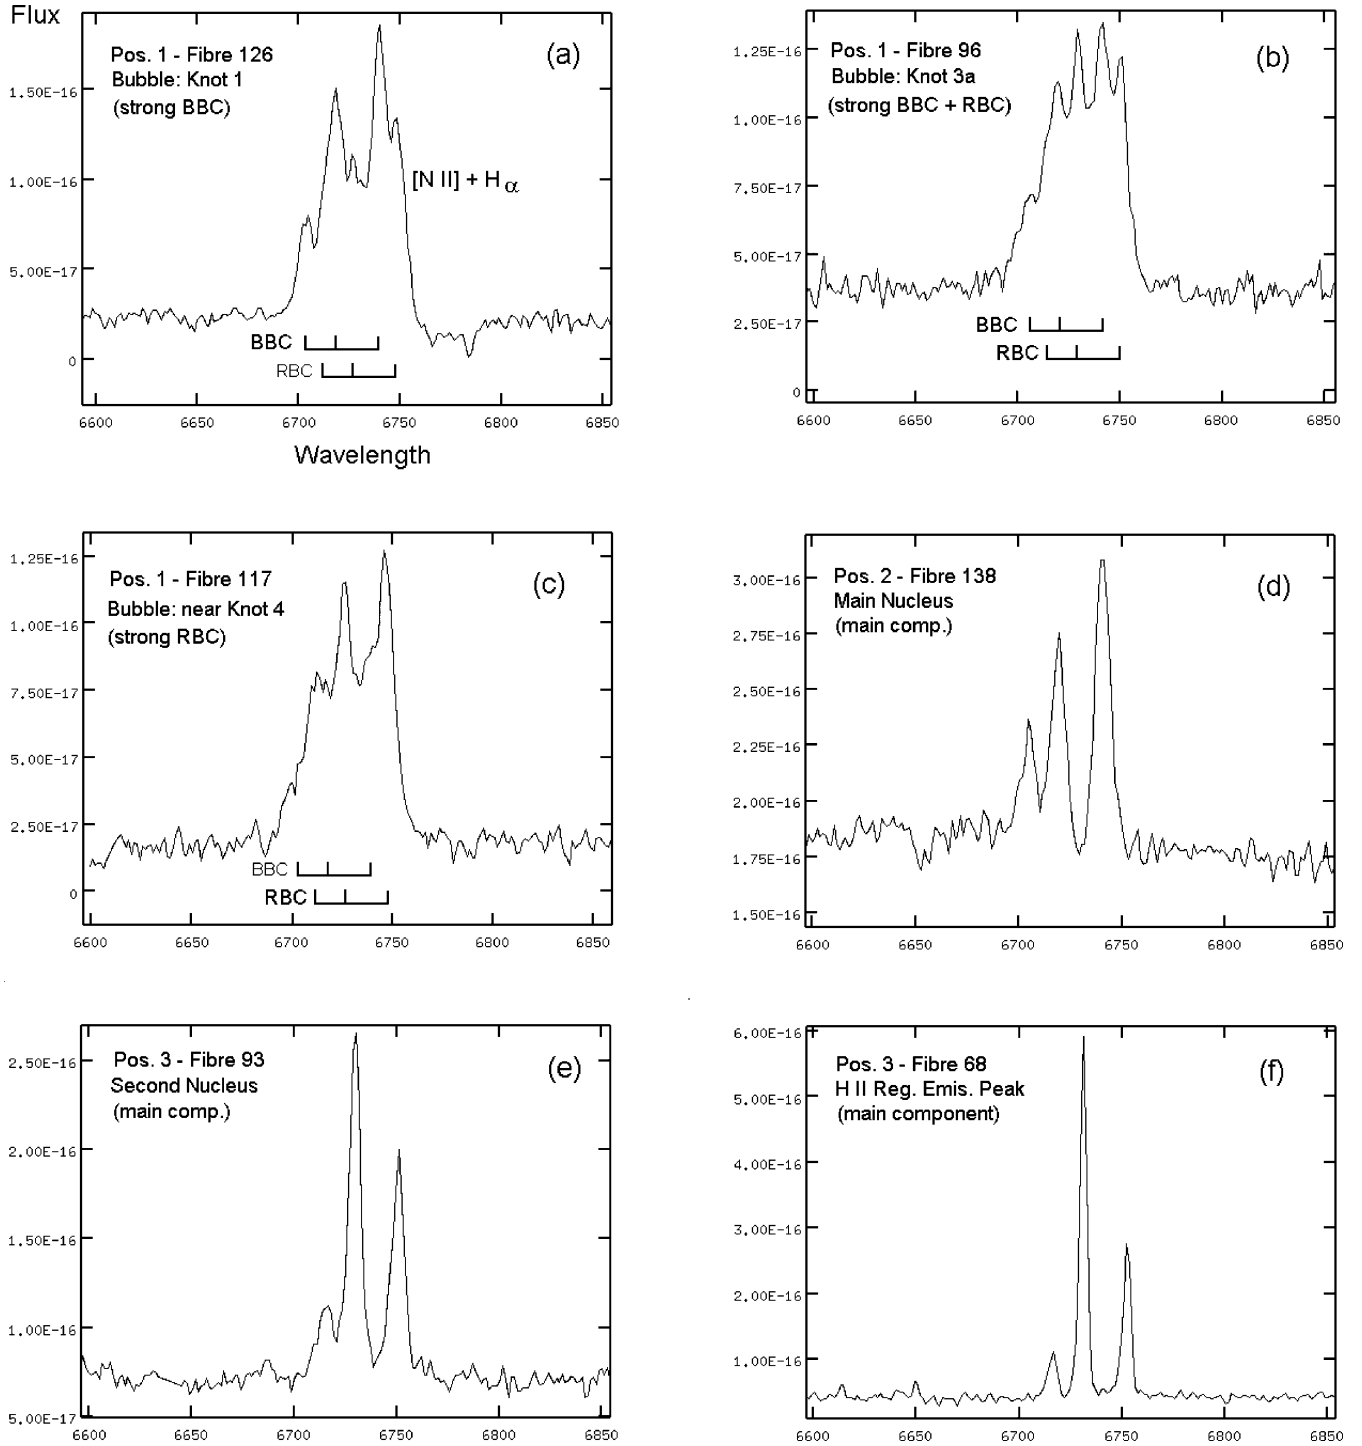 Flux
Pos. 1 - Fibre 126
Bubble: Knot 1
(strong BBC)
(a)
[N II] + H α
1.50E-16
1.00E-16
5.00E-17
0
BBC
RBC
6600 6650 6700 6750 6800 6850
Wavelength
Pos. 1 - Fibre 96
Bubble: Knot 3a
(strong BBC + RBC)
(b)
1.25E-16
1.00E-16
7.50E-17
5.00E-17
2.50E-17
0
BBC
RBC
6600 6650 6700 6750 6800 6850
Pos. 1 - Fibre 117
Bubble: near Knot 4
(strong RBC)
(c)
1.25E-16
1.00E-16
7.50E-17
5.00E-17
2.50E-17
0
BBC
RBC
6600 6650 6700 6750 6800 6850
Pos. 2 - Fibre 138
Main Nucleus
(main comp.)
(d)
3.00E-16
2.75E-16
2.50E-16
2.25E-16
2.00E-16
1.75E-16
1.50E-16
6600 6650 6700 6750 6800 6850
Pos. 3 - Fibre 93
Second Nucleus
(main comp.)
(e)
2.50E-16
2.00E-16
1.50E-16
1.00E-16
5.00E-17
6600 6650 6700 6750 6800 6850
Pos. 3 - Fibre 68
H II Reg. Emis. Peak
(main component)
(f)
6.00E-16
5.00E-16
4.00E-16
3.00E-16
2.00E-16
1.00E-16
6600 6650 6700 6750 6800 6850